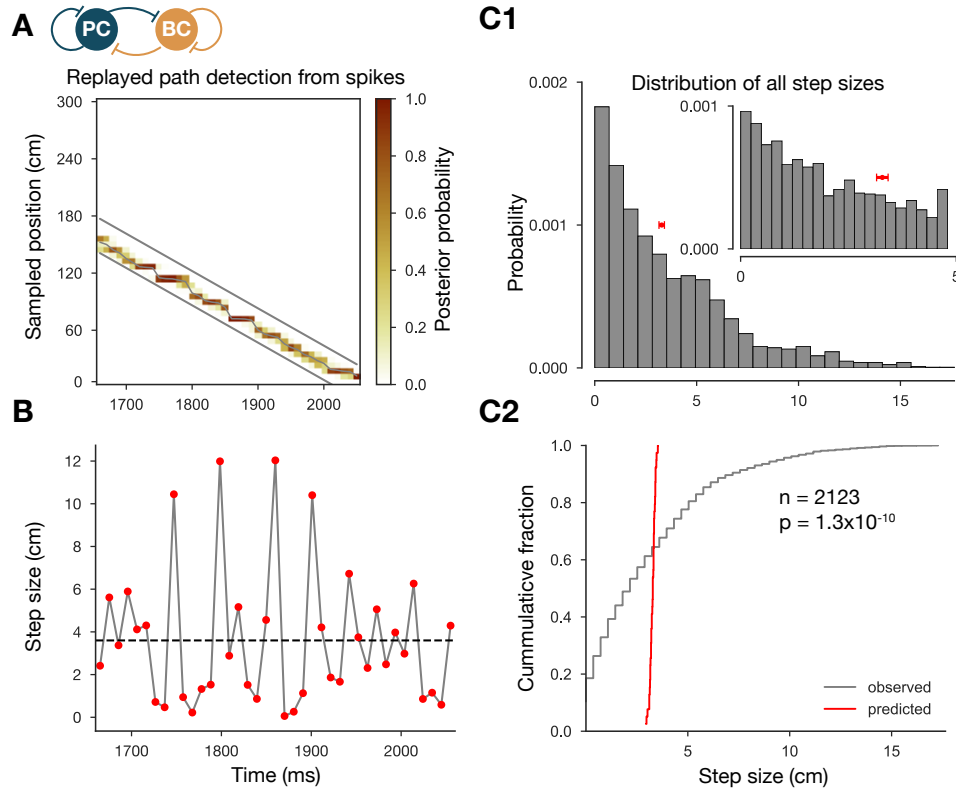 A
PC
BC
Replayed path detection from spikes
Sampled position (cm)
300
240
180
120
60
0
1700
1800
1900
2000
1.0
0.8
0.6
0.4
0.2
0.0
Posterior probability
B
Step size (cm)
12
10
8
6
4
2
0
1700
1800
1900
2000
Time (ms)
C1
Distribution of all step sizes
Probability
0.002
0.001
0.000
0
5
10
15
0.001
0.000
0
5
C2
Cummulaticve fraction
1.0
0.8
0.6
0.4
0.2
0.0
n = 2123
p = 1.3x10⁻¹⁰
observed
predicted
5
10
15
Step size (cm)